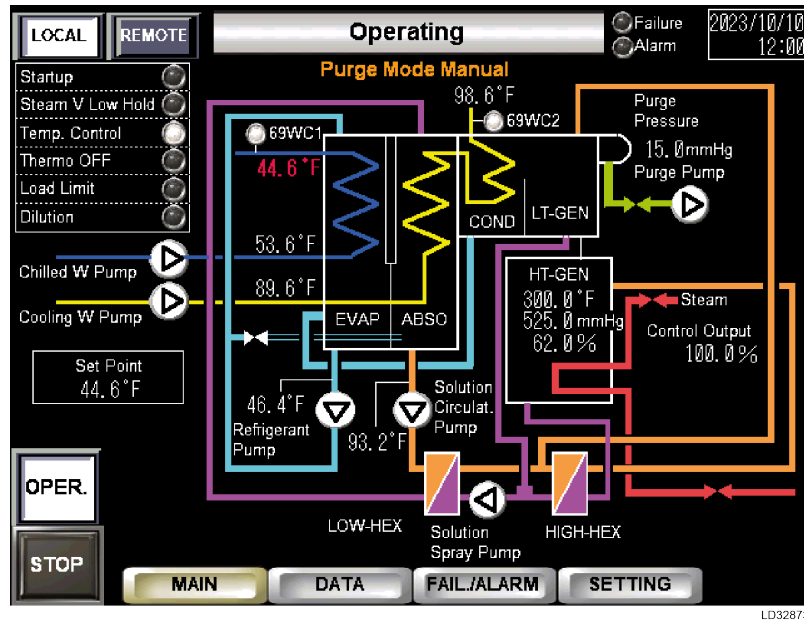 LOCAL
REMOTE
Operating
Failure
Alarm
2023/10/10
12:00
Purge Mode Manual
Startup
Steam V Low Hold
Temp. Control
Thermo OFF
Load Limit
Dilution
98.6°F
69WC2
69WC1
44.6°F
Purge
Pressure
15.0mmHg
Purge Pump
COND
LT-GEN
53.6°F
Chilled W Pump
89.6°F
Cooling W Pump
EVAP
ABSO
HT-GEN
300.0°F
525.0mmHg
62.0%
Steam
Control Output
100.0%
Set Point
44.6°F
46.4°F
Refrigerant
Pump
93.2°F
Solution
Circulat.
Pump
OPER.
STOP
LOW-HEX
Solution
Spray Pump
HIGH-HEX
MAIN
DATA
FAIL./ALARM
SETTING